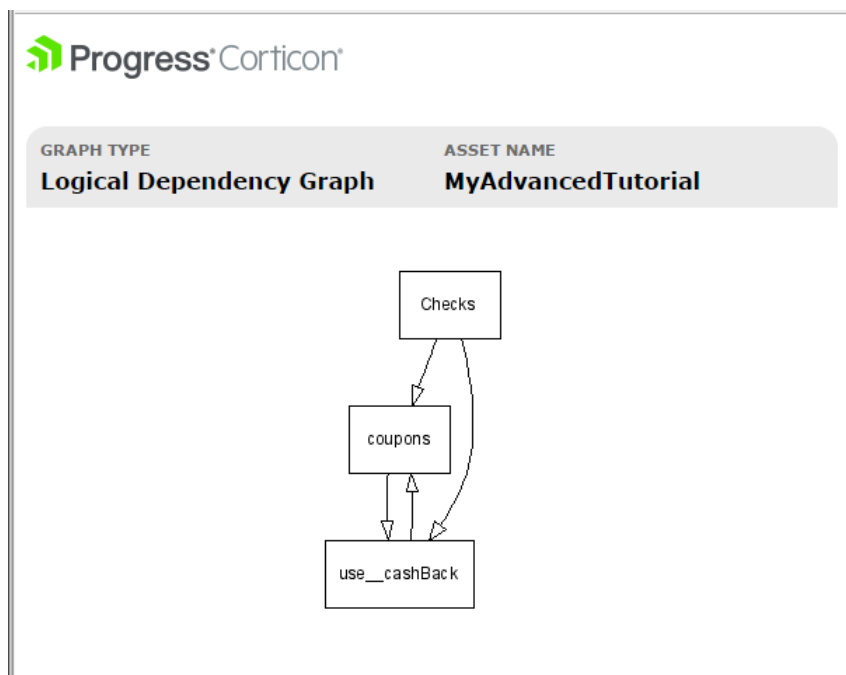 Progress® Corticon®
GRAPH TYPE
Logical Dependency Graph
ASSET NAME
MyAdvancedTutorial
Checks
coupons
use__cashBack